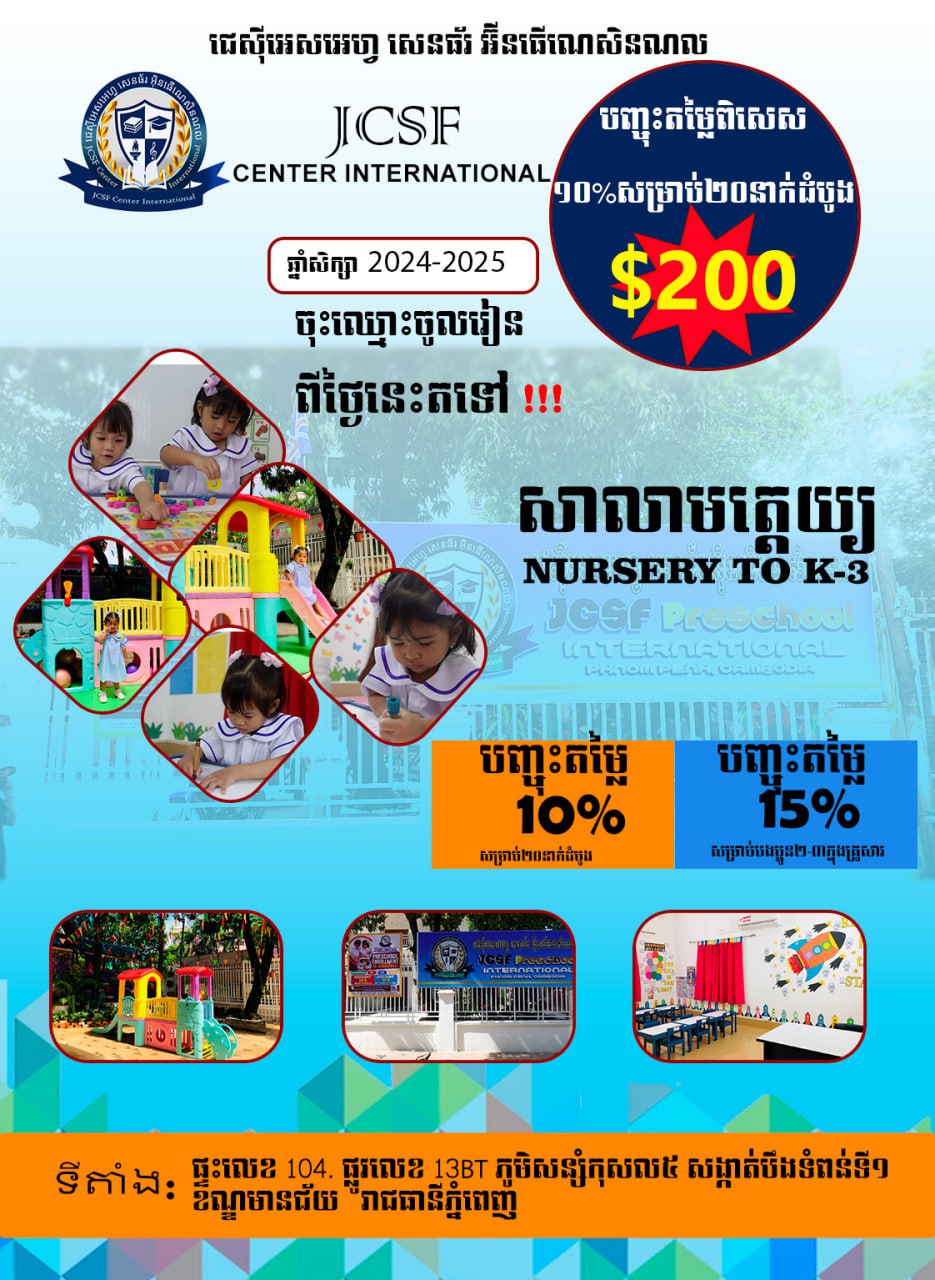 ជេស៊ីអេសអេហ្វ សេនធ័រ អ៊ីនធើណេសិនណល
JCSF
CENTER INTERNATIONAL
JCSF Center International
បញ្ចុះតម្លៃពិសេស
១០%សម្រាប់២០នាក់ដំបូង
$200
ឆ្នាំសិក្សា 2024-2025
ចុះឈ្មោះចូលរៀន
ពីថ្ងៃនេះតទៅ !!!
សាលាមត្តេយ្យ
NURSERY TO K-3
JCSF Preschool
INTERNATIONAL
PHNOM PENH, CAMBODIA
បញ្ចុះតម្លៃ
10%
សម្រាប់២០នាក់ដំបូង
បញ្ចុះតម្លៃ
15%
សម្រាប់បងប្អូន២-៣ក្នុងគ្រួសារ
JCSF Preschool
INTERNATIONAL
PHNOM PENH, CAMBODIA
ទីតាំង: ផ្ទះលេខ 104. ផ្លូវលេខ 13BT ភូមិសន្សំកុសល៥ សង្កាត់បឹងទំពន់ទី១
ខណ្ឌមានជ័យ រាជធានីភ្នំពេញ